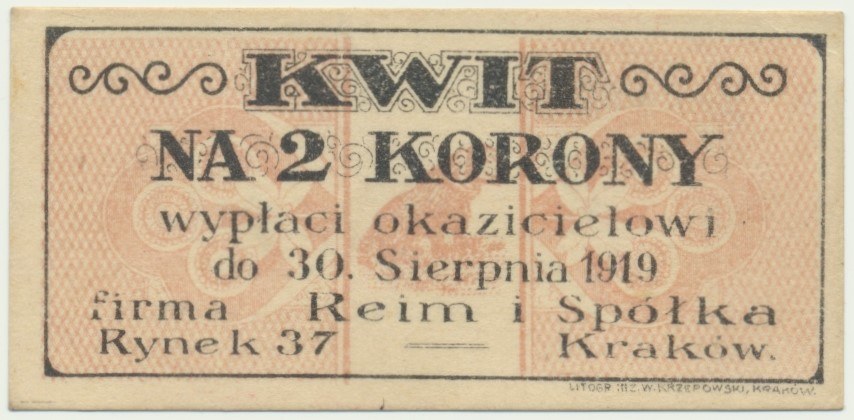 KWIT
NA 2 KORONY
wypłaci okazicielowi
do 30. Sierpnia 1919
firma Reim i Spółka
Rynek 37 Kraków.
LITOGR. INŻ. W. KRZEPOWSKI, KRAKÓW.